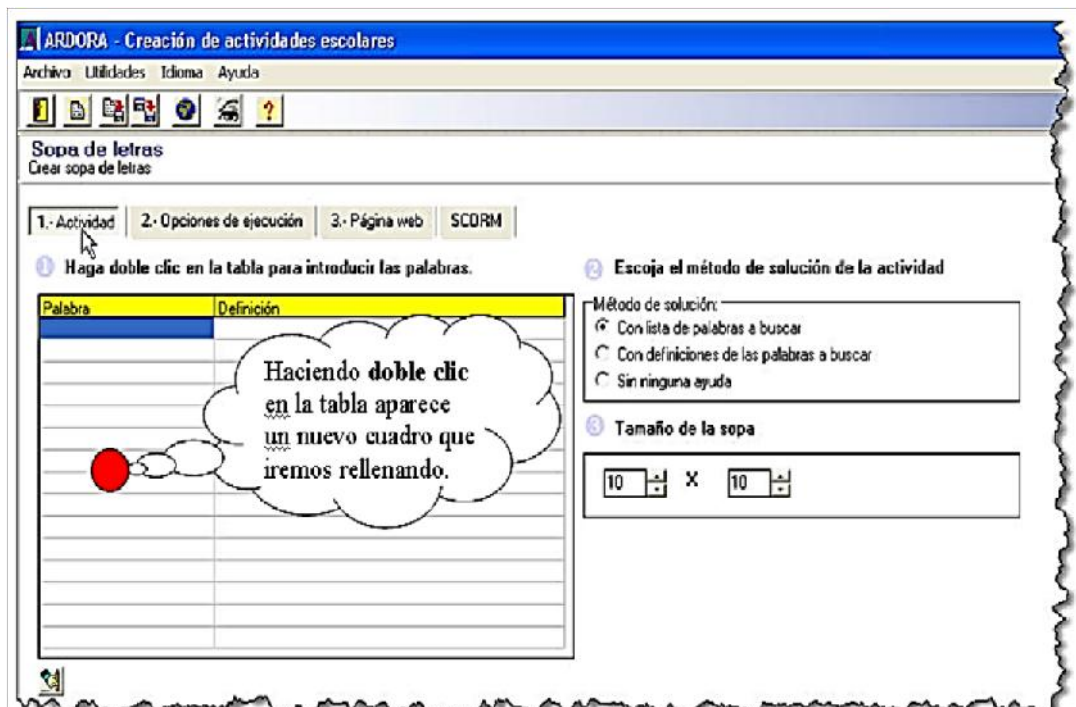 ARDORA - Creación de actividades escolares
Archivo Utilidades Idioma Ayuda
Sopa de letras
Crear sopa de letras
1.- Actividad 2.- Opciones de ejecución 3.- Página web SCORM
1 Haga doble clic en la tabla para introducir las palabras.
Palabra Definición
Haciendo doble clic
en la tabla aparece
un nuevo cuadro que
iremos rellenando.
2 Escoja el método de solución de la actividad
Método de solución:
Con lista de palabras a buscar
Con definiciones de las palabras a buscar
Sin ninguna ayuda
3 Tamaño de la sopa
10 X 10